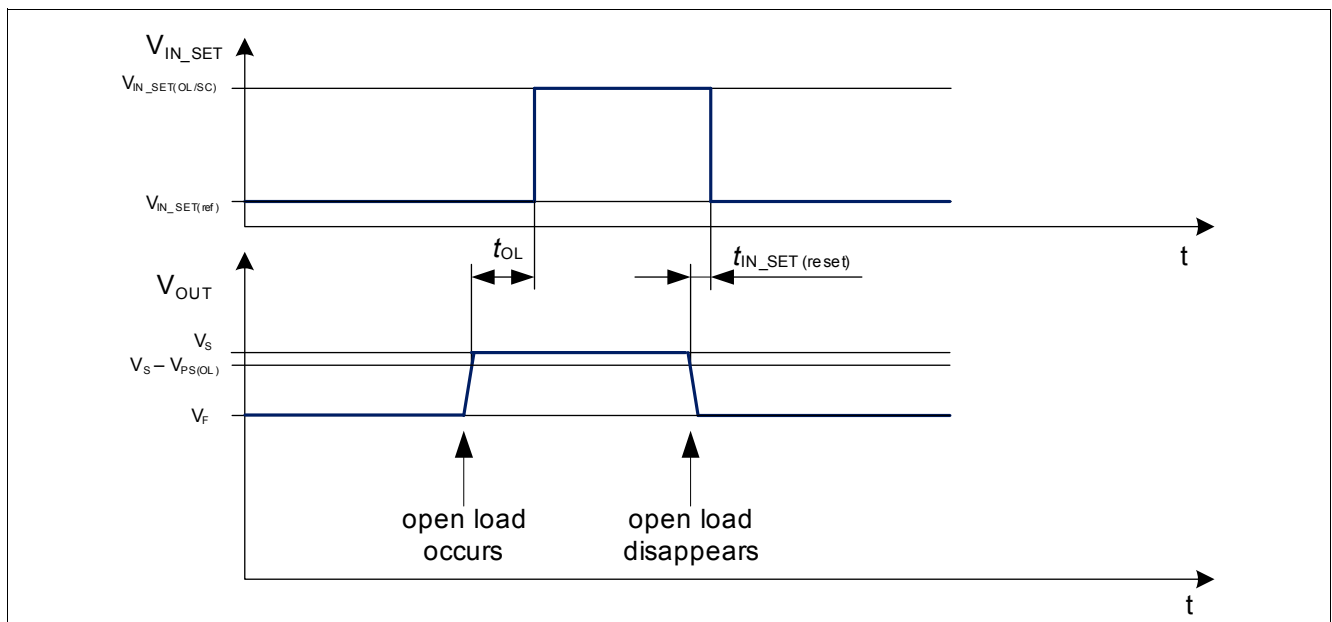 V_IN_SET
V_IN_SET(OL/SC)
V_IN_SET(ref)
t
t_OL
t_IN_SET (reset)
V_OUT
V_S
V_S – V_PS(OL)
V_F
open load
occurs
open load
disappears
t